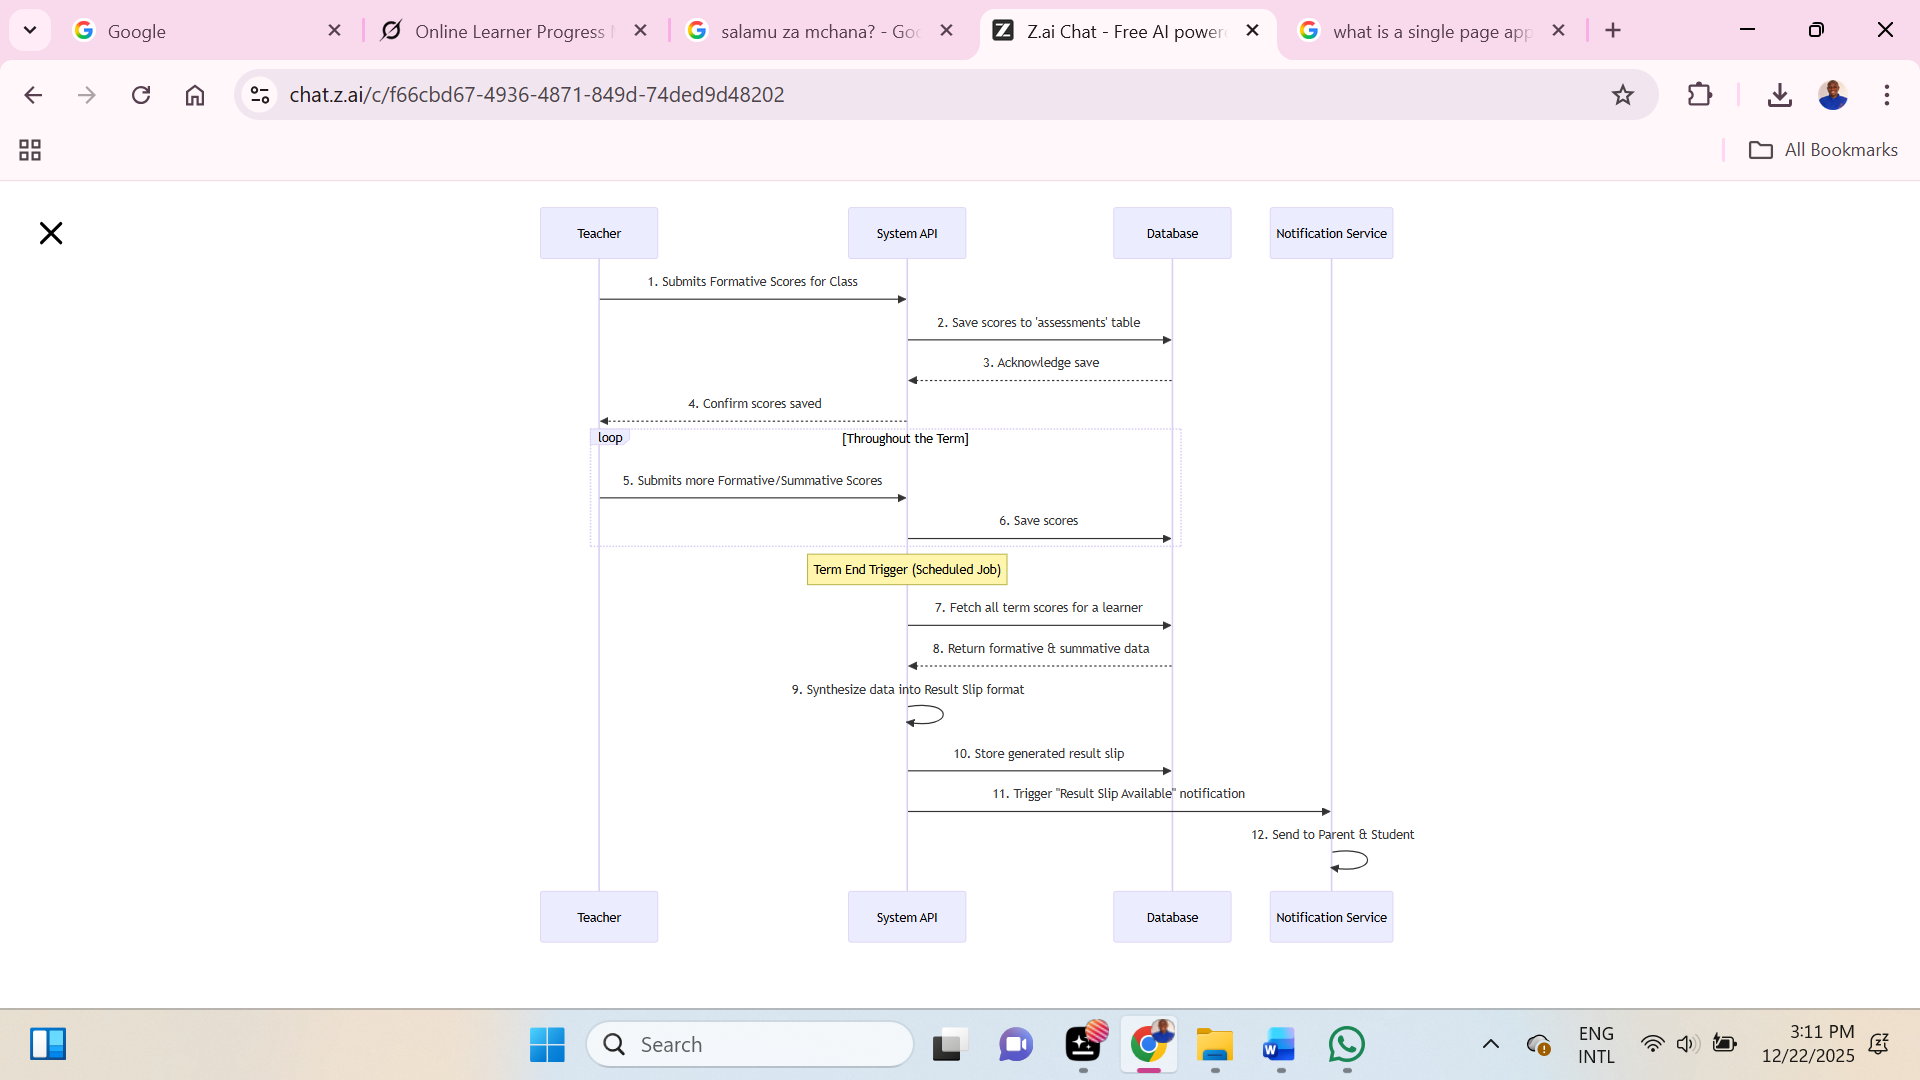 Google
Online Learner Progress
salamu za mchana? - Goo
Z.ai Chat - Free AI power
what is a single page app
chat.z.ai/c/f66cbd67-4936-4871-849d-74ded9d48202
All Bookmarks
Teacher
System API
Database
Notification Service
1. Submits Formative Scores for Class
2. Save scores to 'assessments' table
3. Acknowledge save
4. Confirm scores saved
loop
[Throughout the Term]
5. Submits more Formative/Summative Scores
6. Save scores
Term End Trigger (Scheduled Job)
7. Fetch all term scores for a learner
8. Return formative & summative data
9. Synthesize data into Result Slip format
10. Store generated result slip
11. Trigger "Result Slip Available" notification
12. Send to Parent & Student
Teacher
System API
Database
Notification Service
Search
ENG
INTL
3:11 PM
12/22/2025